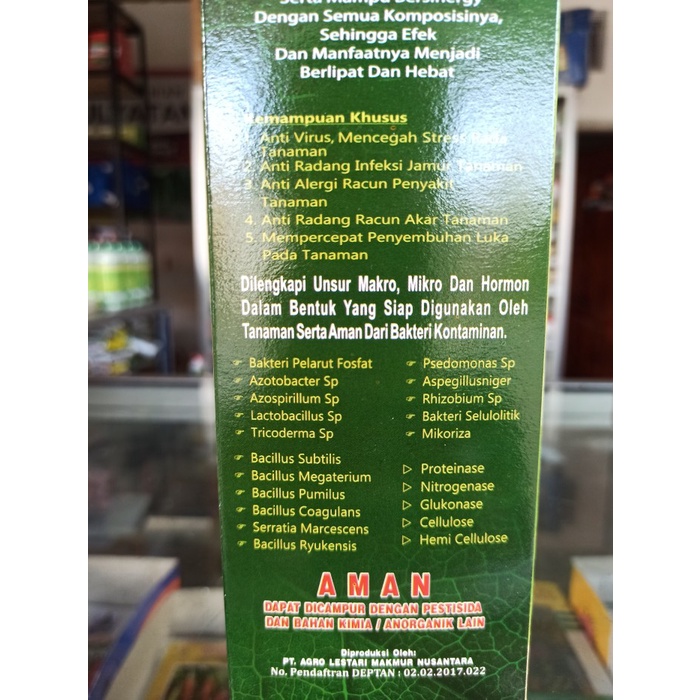 Serta Mampu Bersinergy
Dengan Semua Komposisinya,
Sehingga Efek
Dan Manfaatnya Menjadi
Berlipat Dan Hebat
Kemampuan Khusus
1. Anti Virus, Mencegah Stress Pada
Tanaman
2. Anti Radang Infeksi Jamur Tanaman
3. Anti Alergi Racun Penyakit
Tanaman
4. Anti Radang Racun Akar Tanaman
5. Mempercepat Penyembuhan Luka
Pada Tanaman
Dilengkapi Unsur Makro, Mikro Dan Hormon
Dalam Bentuk Yang Siap Digunakan Oleh
Tanaman Serta Aman Dari Bakteri Kontaminan.
Bakteri Pelarut Fosfat
Azotobacter Sp
Azospirillum Sp
Lactobacillus Sp
Tricoderma Sp
Bacillus Subtilis
Bacillus Megaterium
Bacillus Pumilus
Bacillus Coagulans
Serratia Marcescens
Bacillus Ryukensis
Psedomonas Sp
Aspegillusniger
Rhizobium Sp
Bakteri Selulolitik
Mikoriza
Proteinase
Nitrogenase
Glukonase
Cellulose
Hemi Cellulose
AMAN
DAPAT DICAMPUR DENGAN PESTISIDA
DAN BAHAN KIMIA / ANORGANIK LAIN
Diproduksi Oleh:
PT. AGRO LESTARI MAKMUR NUSANTARA
No. Pendaftran DEPTAN : 02.02.2017.022